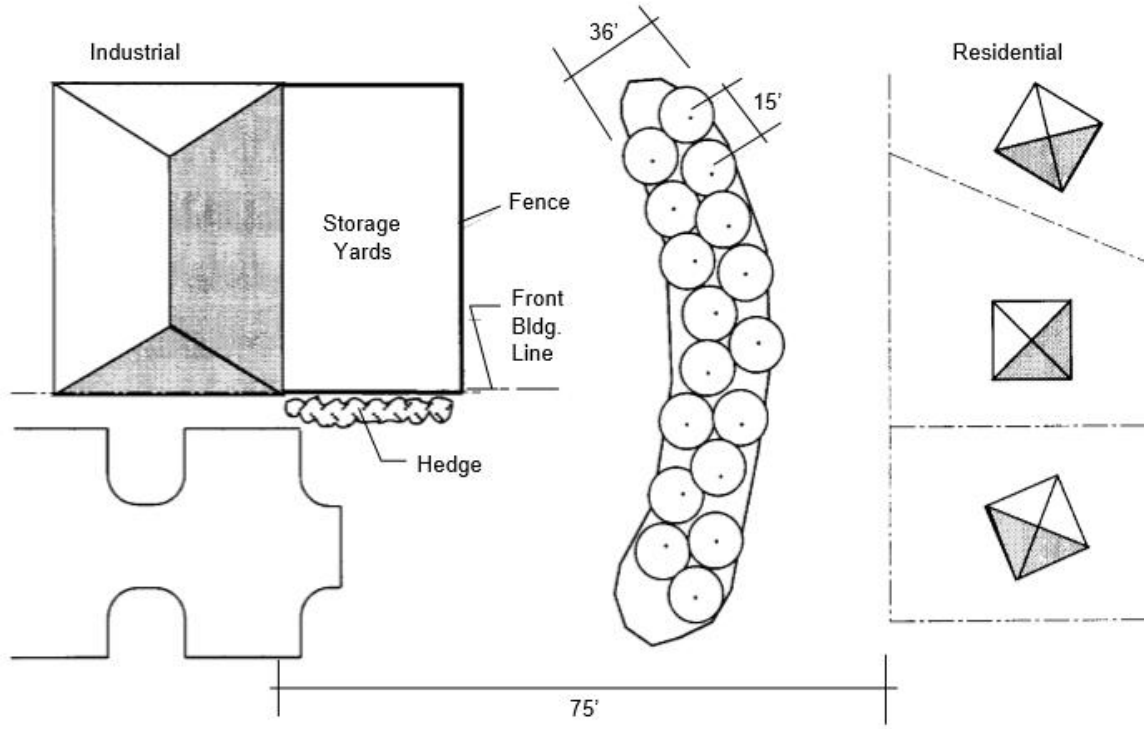 36’
Industrial
Residential
15’
Fence
Storage
Yards
Front
Bldg.
Line
Hedge
75’